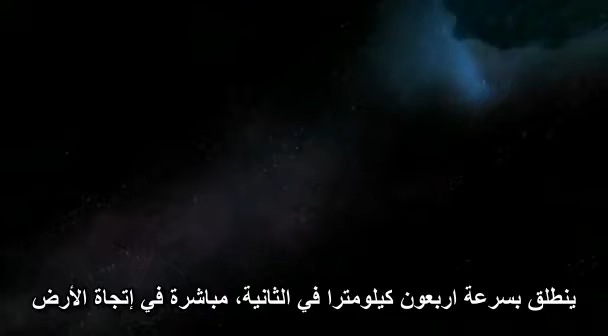 ينطلق بسرعة اربعون كيلومترا في الثانية، مباشرة في إتجاة الأرض